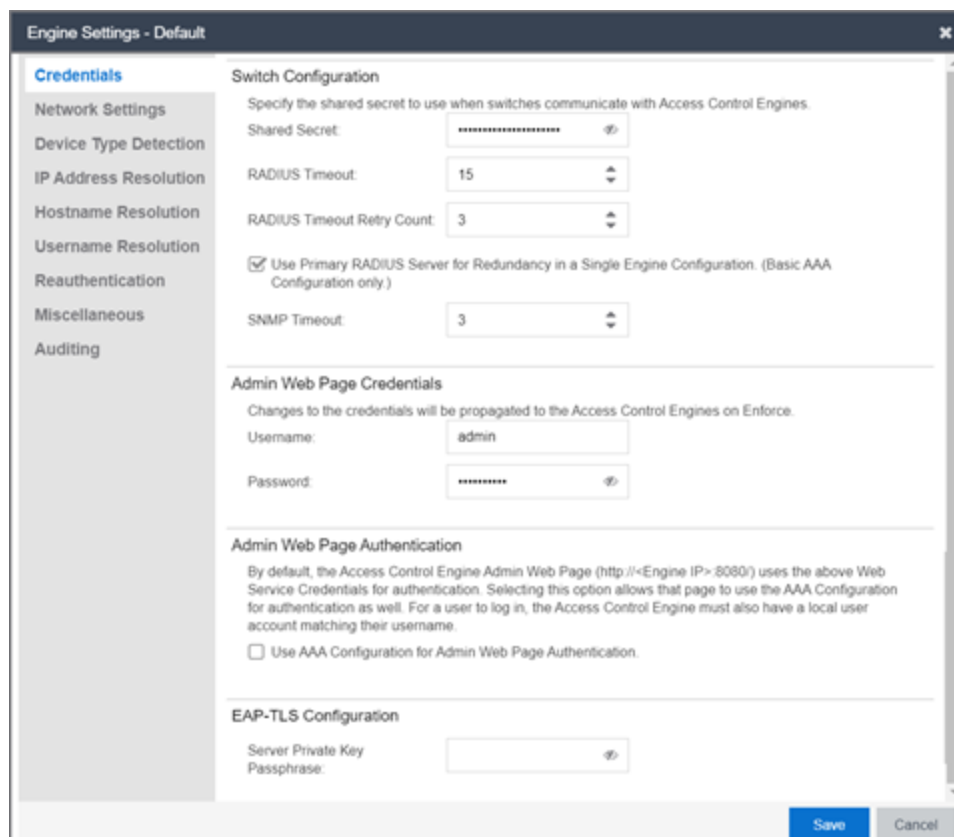 Engine Settings - Default
Credentials
Network Settings
Device Type Detection
IP Address Resolution
Hostname Resolution
Username Resolution
Reauthentication
Miscellaneous
Auditing
Switch Configuration
Specify the shared secret to use when switches communicate with Access Control Engines.
Shared Secret: •••••••••••••••••••••
RADIUS Timeout: 15
RADIUS Timeout Retry Count: 3
Use Primary RADIUS Server for Redundancy in a Single Engine Configuration. (Basic AAA
Configuration only.)
SNMP Timeout: 3
Admin Web Page Credentials
Changes to the credentials will be propagated to the Access Control Engines on Enforce.
Username: admin
Password: ••••••••••
Admin Web Page Authentication
By default, the Access Control Engine Admin Web Page (http://<Engine IP>:8080/) uses the above Web
Service Credentials for authentication. Selecting this option allows that page to use the AAA Configuration
for authentication as well. For a user to log in, the Access Control Engine must also have a local user
account matching their username.
Use AAA Configuration for Admin Web Page Authentication.
EAP-TLS Configuration
Server Private Key
Passphrase:
Save Cancel